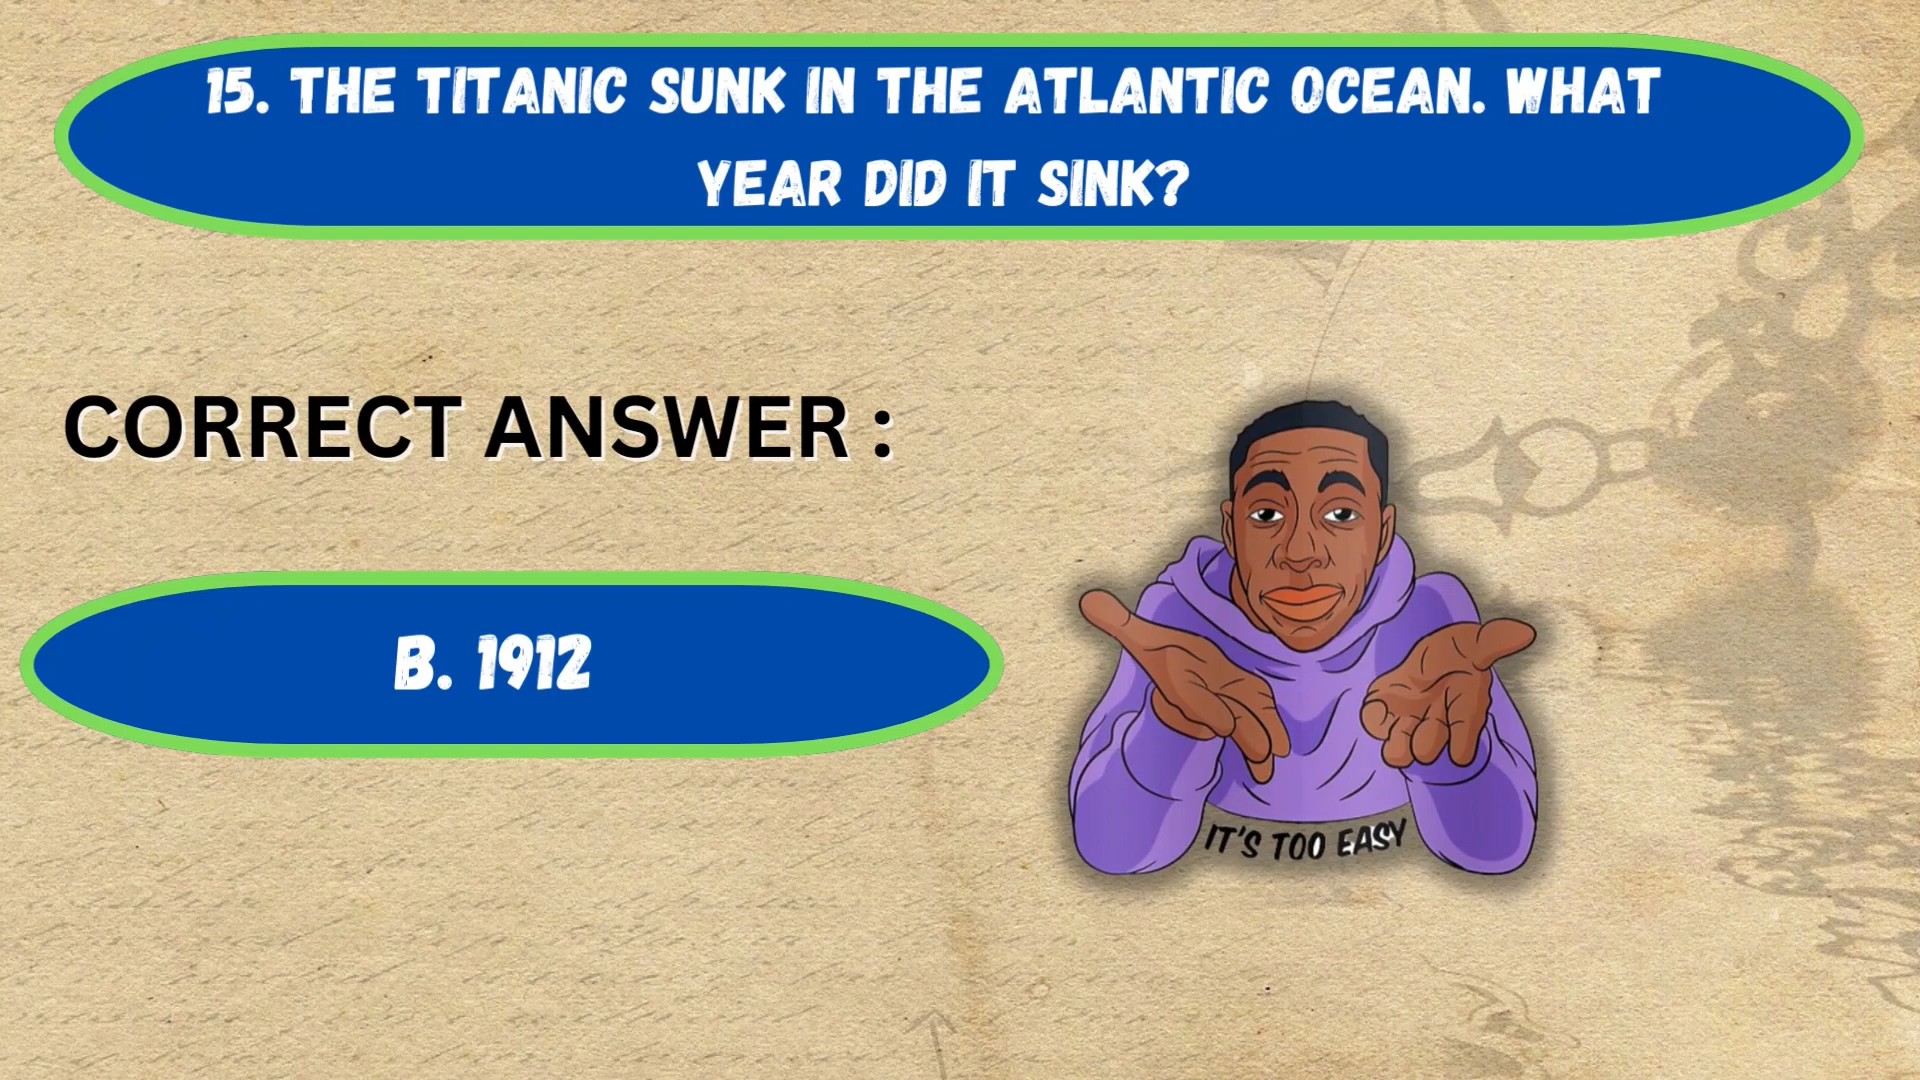 15. THE TITANIC SUNK IN THE ATLANTIC OCEAN. WHAT
YEAR DID IT SINK?
CORRECT ANSWER :
B. 1912
IT'S TOO EASY